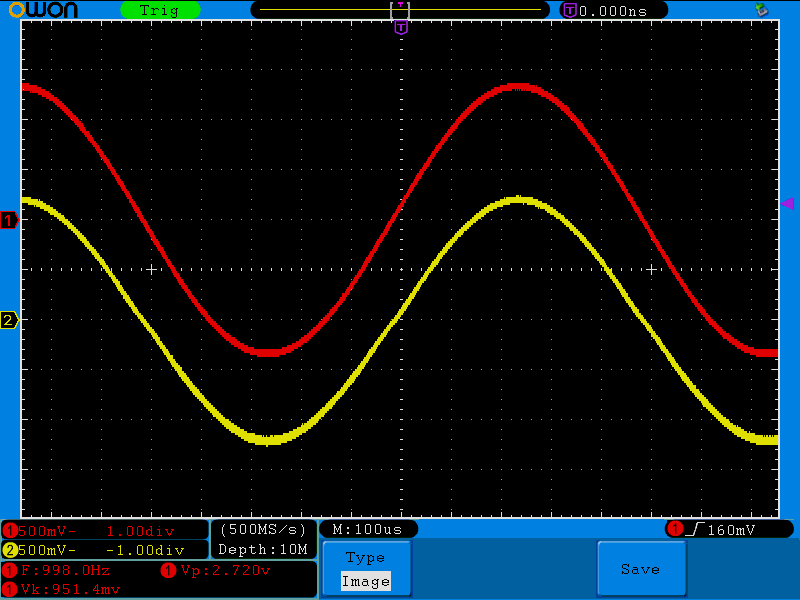 owon Trig T T 0.000ns
T
1
2
1 500mV- 1.00div (500MS/s) M:100us 1 160mV
2 500mV- -1.00div Depth:10M
1 F:998.0Hz 1 Vp:2.720v Type Save
1 Vk:951.4mv Image